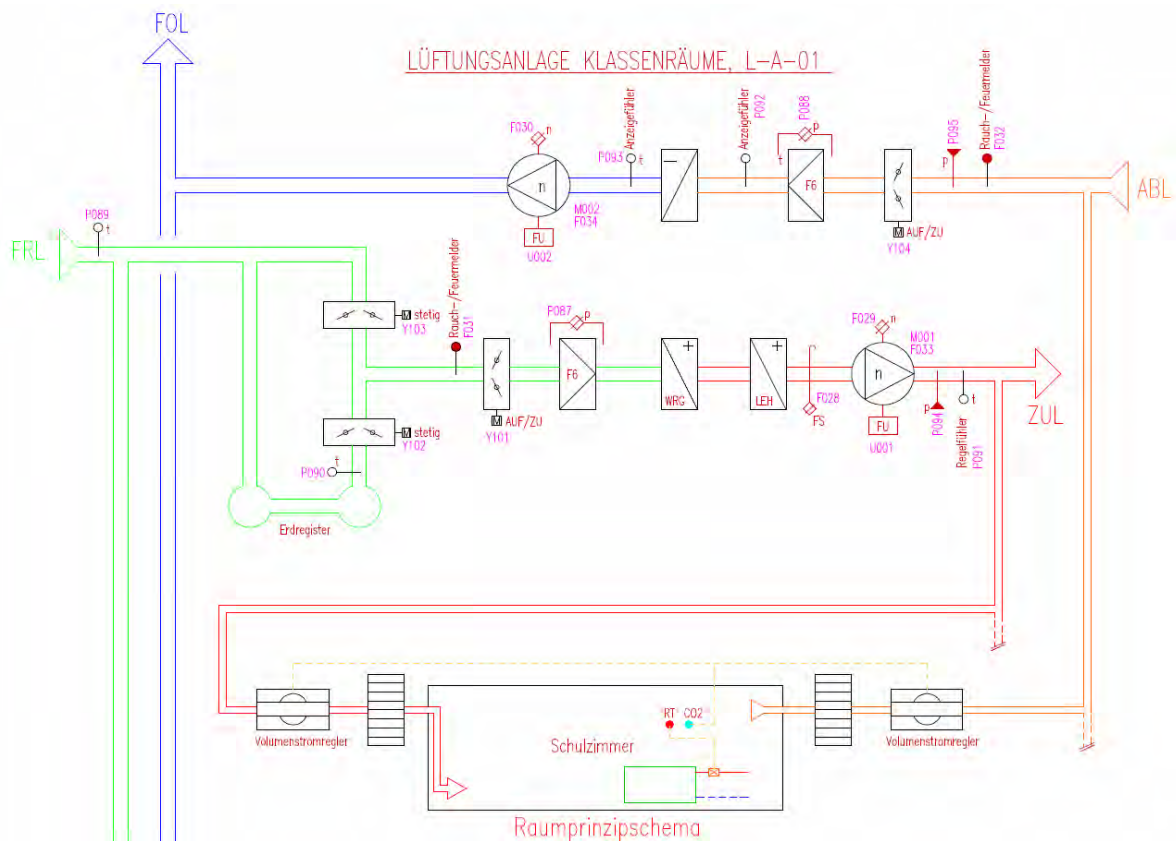 FOL
LÜFTUNGSANLAGE KLASSENRÄUME, L-A-01
F030
n
P093
t
Anzeigefühler
Anzeigefühler
P092
P088
p
t
P095
p
Rauch-/Feuermelder
F032
n
M002
F034
FU
U002
F6
M AUF/ZU
Y104
ABL
P089
t
FRL
M stetig
Y103
Rauch-/Feuermelder
F031
P087
p
F029
n
M001
F033
F6
WRG
LEH
F028
FS
n
FU
U001
p
P094
t
Regelfühler
P091
ZUL
M AUF/ZU
Y101
M stetig
Y102
P090
t
Erdregister
RT
CO2
Volumenstromregler
Schulzimmer
Volumenstromregler
Raumprinzipschema